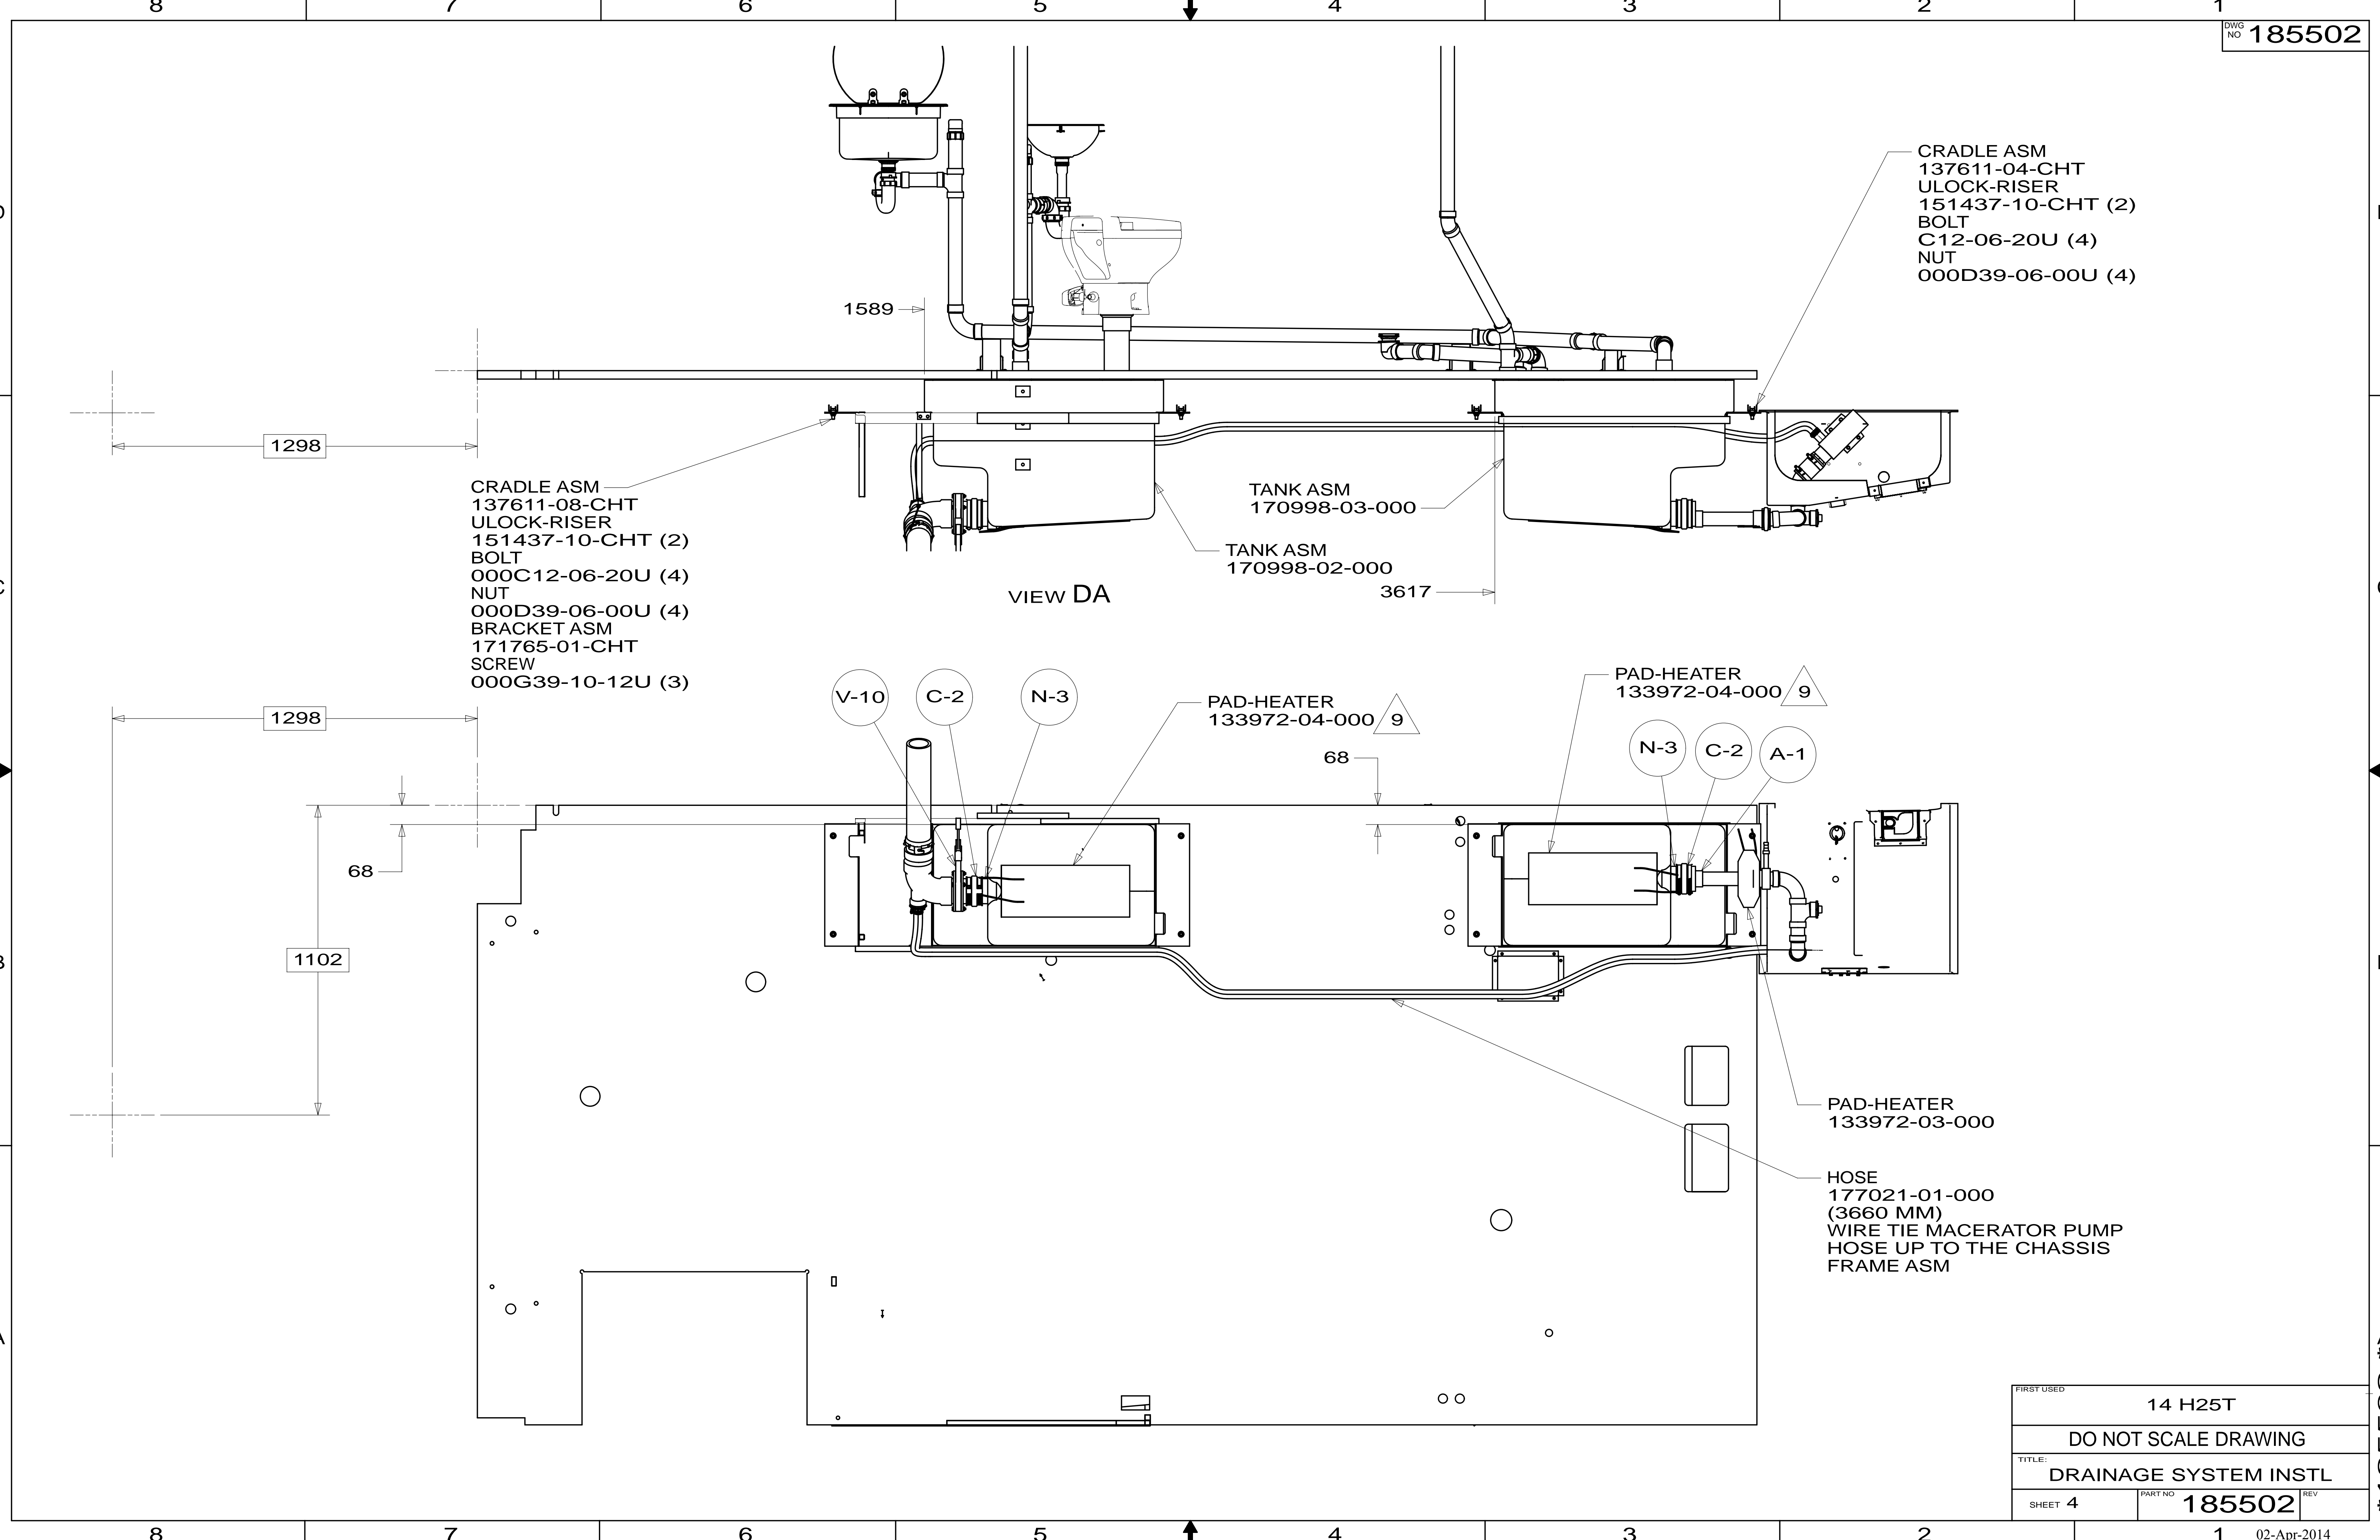 8 7 6 5 4 3 2 1
DWG NO 185502
CRADLE ASM
137611-04-CHT
ULOCK-RISER
151437-10-CHT (2)
BOLT
C12-06-20U (4)
NUT
000D39-06-00U (4)
1589
1298
CRADLE ASM
137611-08-CHT
ULOCK-RISER
151437-10-CHT (2)
BOLT
000C12-06-20U (4)
NUT
000D39-06-00U (4)
BRACKET ASM
171765-01-CHT
SCREW
000G39-10-12U (3)
TANK ASM
170998-03-000
TANK ASM
170998-02-000
3617
VIEW DA
C
1298
V-10
C-2
N-3
PAD-HEATER
133972-04-000 9
PAD-HEATER
133972-04-000 9
N-3
C-2
A-1
68
68
1102
PAD-HEATER
133972-03-000
HOSE
177021-01-000
(3660 MM)
WIRE TIE MACERATOR PUMP
HOSE UP TO THE CHASSIS
FRAME ASM
FIRST USED
14 H25T
DO NOT SCALE DRAWING
TITLE:
DRAINAGE SYSTEM INSTL
SHEET 4
PART NO 185502
REV
8 7 6 5 4 3 2 1
02-Apr-2014